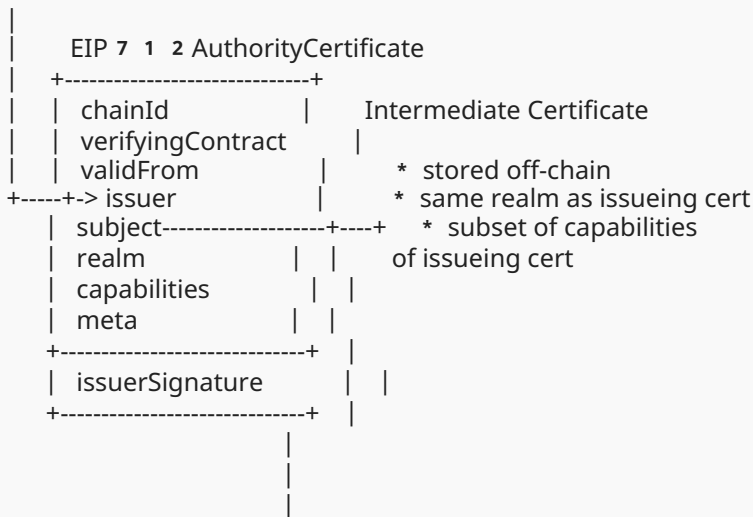 |
| EIP 7 1 2 AuthorityCertificate
| +------------------------------+
| | chainId | Intermediate Certificate
| | verifyingContract |
| | validFrom | * stored off-chain
+-----+-> issuer | * same realm as issueing cert
| subject--------------------+----+ * subset of capabilities
| realm | | of issueing cert
| capabilities | |
| meta | |
+------------------------------+ |
| issuerSignature | |
+------------------------------+ |
|
|
|